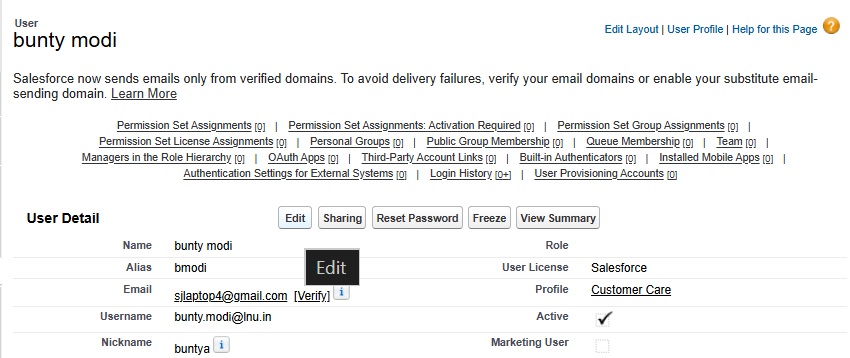 User
bunty modi
Edit Layout | User Profile | Help for this Page ?
Salesforce now sends emails only from verified domains. To avoid delivery failures, verify your email domains or enable your substitute email-
sending domain. Learn More
Permission Set Assignments [0] | Permission Set Assignments: Activation Required [0] | Permission Set Group Assignments [0] |
Permission Set License Assignments [0] | Personal Groups [0] | Public Group Membership [0] | Queue Membership [0] | Team [0] |
Managers in the Role Hierarchy [0] | OAuth Apps [0] | Third-Party Account Links [0] | Built-in Authenticators [0] | Installed Mobile Apps [0] |
Authentication Settings for External Systems [0] | Login History [0+] | User Provisioning Accounts [0]
User Detail Edit Sharing Reset Password Freeze View Summary
Name bunty modi Role
Alias bmodi User License Salesforce
Edit
Email sjlaptop4@gmail.com [Verify] i Profile Customer Care
Username bunty.modi@lnu.in Active
Nickname buntya i Marketing User